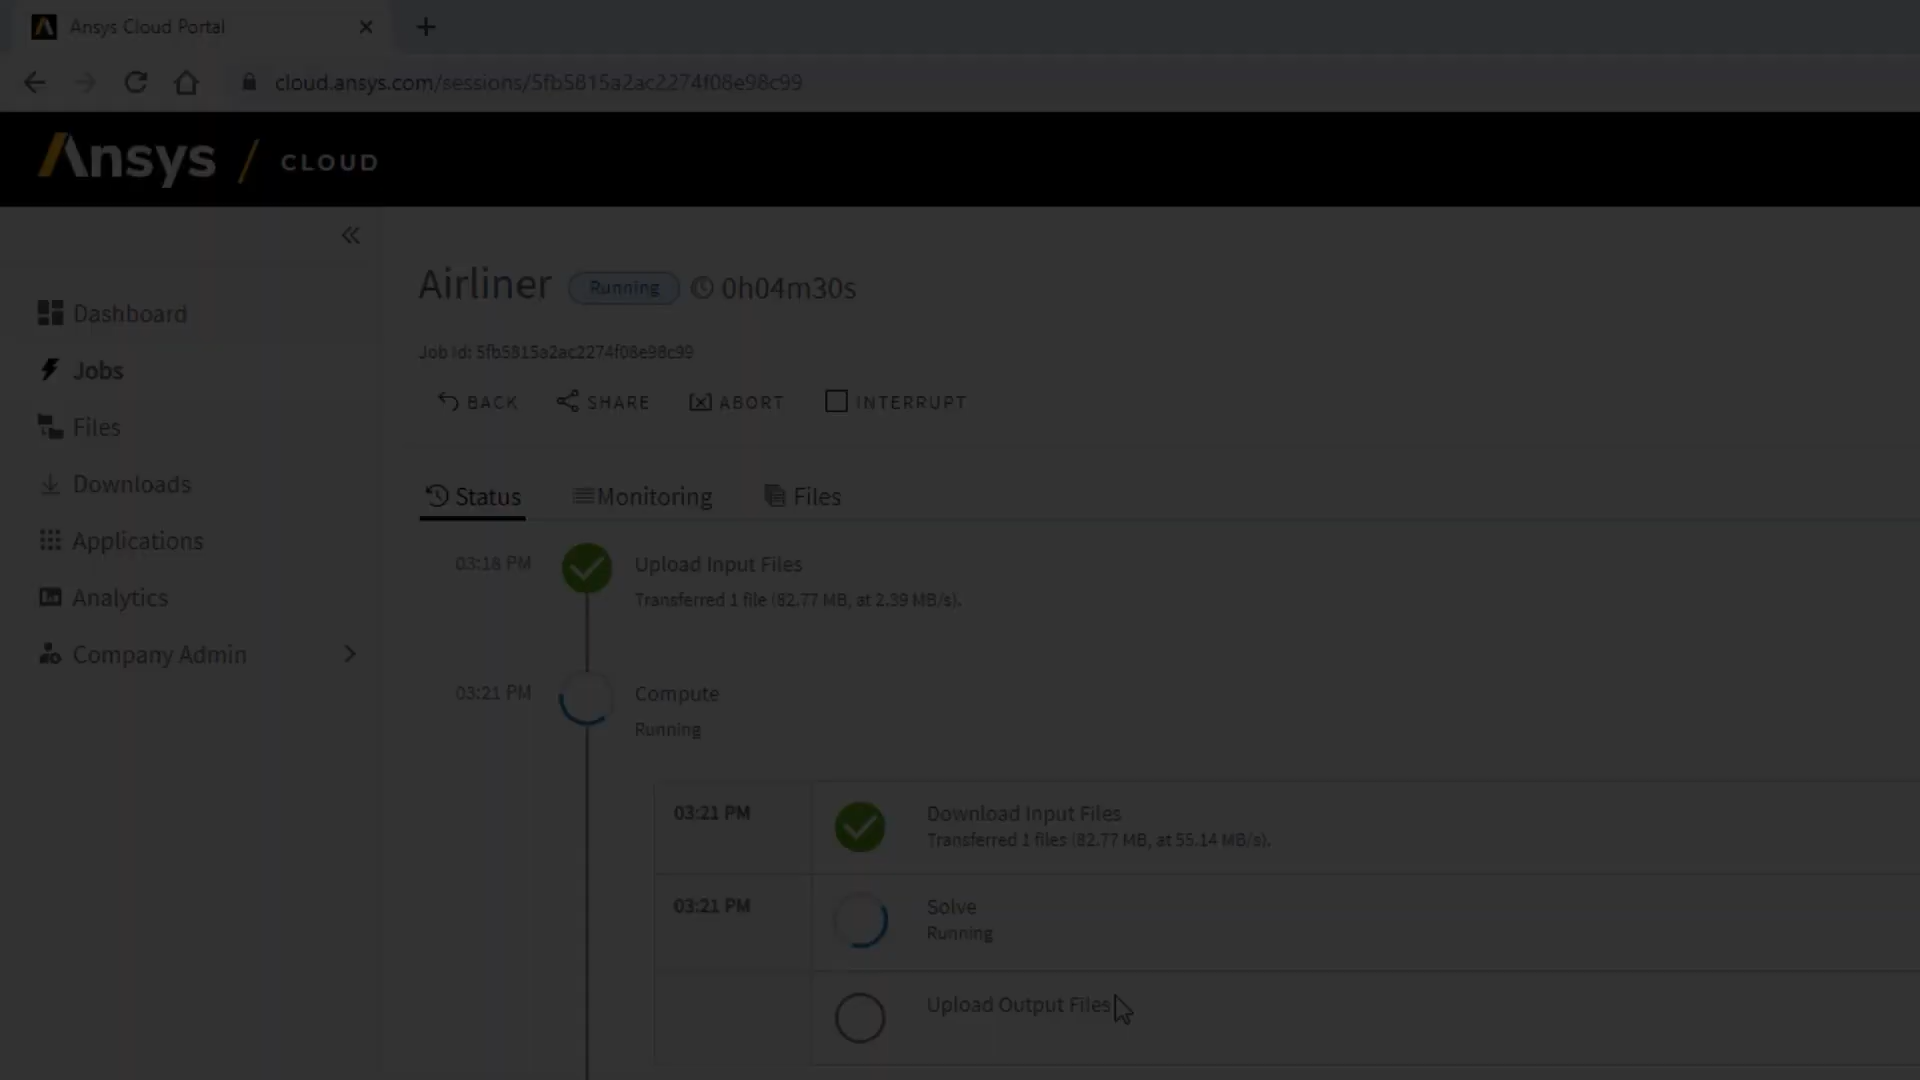 Ansys Cloud Portal
cloud.ansys.com/sessions/5fb5815a2ac2274f08e98c99
Ansys / CLOUD
Dashboard
Jobs
Files
Downloads
Applications
Analytics
Company Admin
Airliner Running 0h04m30s
Job Id: 5fb5815a2ac2274f08e98c99
BACK SHARE ABORT INTERRUPT
Status Monitoring Files
03:18 PM Upload Input Files
Transferred 1 file (82.77 MB, at 2.39 MB/s).
03:21 PM Compute
Running
03:21 PM Download Input Files
Transferred 1 files (82.77 MB, at 55.14 MB/s).
03:21 PM Solve
Running
Upload Output Files